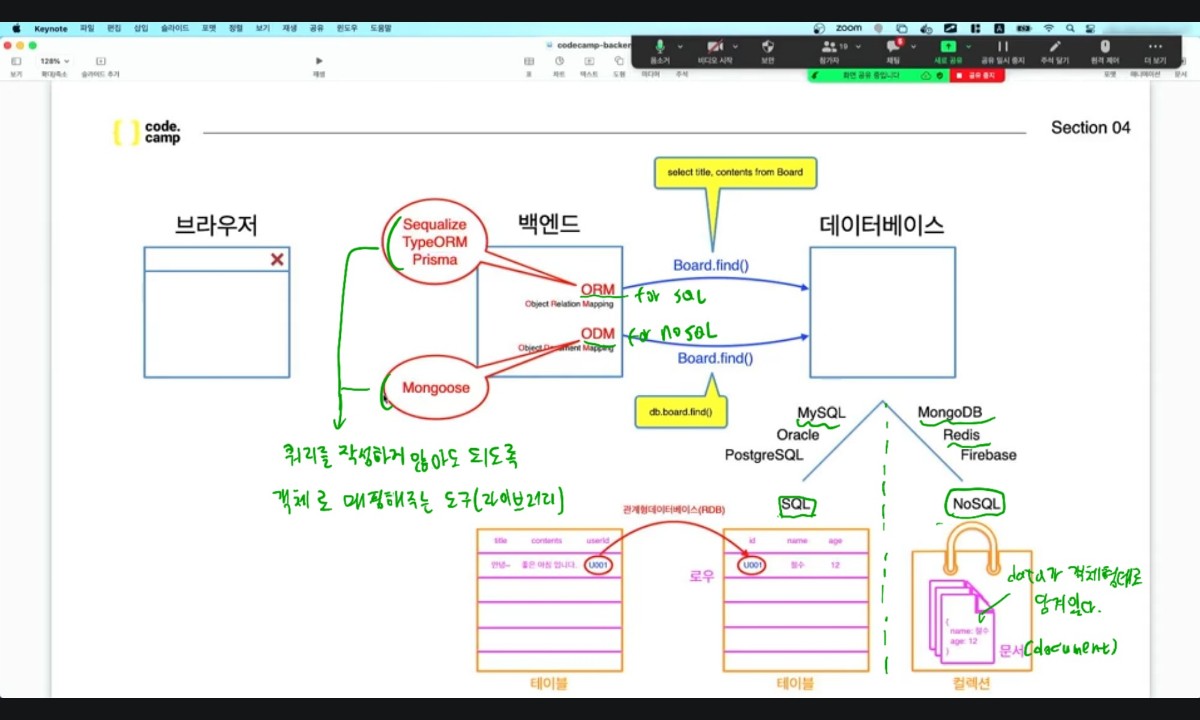 Keynote 파일 편집 삽입 슬라이드 포맷 정렬 보기 재생 공유 윈도우 도움말
zoom
codecamp-backer
128%
보기 확대/축소 슬라이드 추가
재생
표 차트 텍스트 도형 미디어 주석
포맷 애니메이션 문서
음소거 비디오 시작 보안 참가자 채팅 새로 공유 공유 일시 중지 주석 달기 원격 제어 더 보기
19
화면 공유 중입니다 공유 중지
code.
camp
Section 04
select title, contents from Board
브라우저
백엔드
데이터베이스
Sequalize
TypeORM
Prisma
Board.find()
ORM
for SQL
Object Relation Mapping
ODM
for NoSQL
Mapping
Board.find()
Mongoose
db.board.find()
MySQL
Oracle
PostgreSQL
MongoDB
Redis
Firebase
쿼리를 작성하게 않아도 되도록
객체로 매핑해주는 도구(라이브러리)
SQL
NoSQL
관계형데이터베이스(RDB)
title contents userId
안녕~ 좋은 아침 입니다. U001
id name age
로우
U001 철수 12
data가 객체형태로
담겨있다.
{
name: 철수
age: 12
}
문서(document)
테이블
테이블
컬렉션